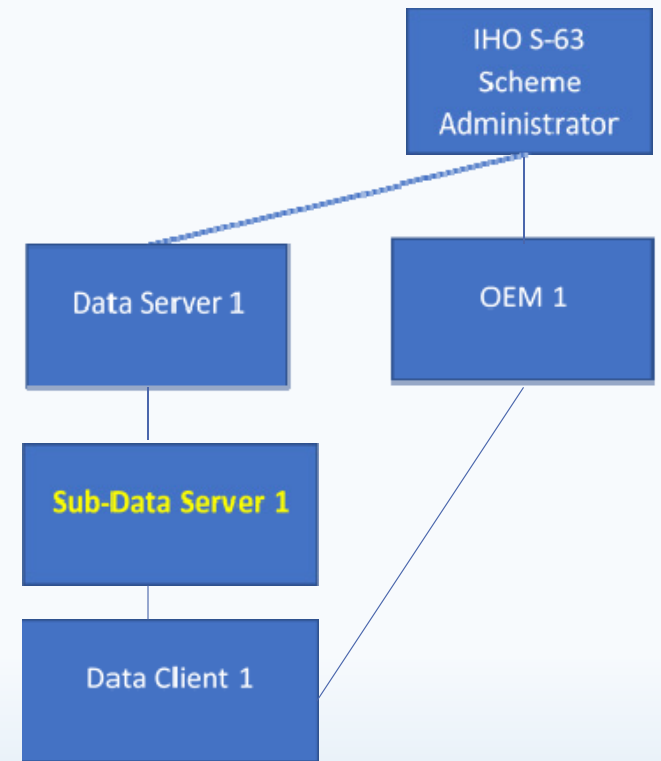 IHO S-63
Scheme
Administrator
Data Server 1
OEM 1
Sub-Data Server 1
Data Client 1